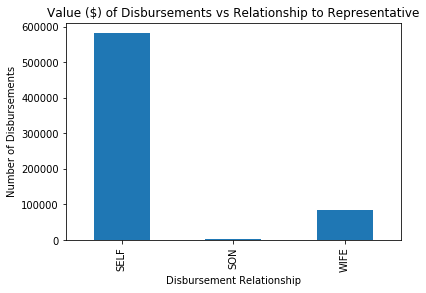 Value ($) of Disbursements vs Relationship to Representative
Number of Disbursements
600000
500000
400000
300000
200000
100000
0
SELF
SON
WIFE
Disbursement Relationship